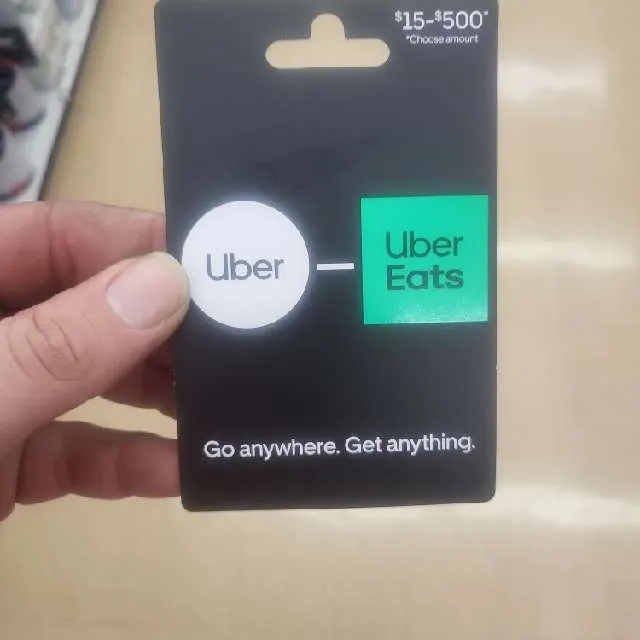 $15-$500*
*Choose amount
Uber
Uber
Eats
Go anywhere. Get anything.